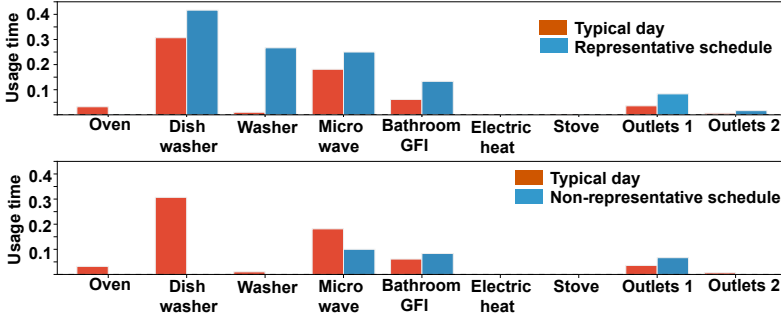 Usage time
0.4
0.3
0.2
0.1
Typical day
Representative schedule
Oven Dish washer Washer Micro wave Bathroom GFI Electric heat Stove Outlets 1 Outlets 2
Usage time
0.4
0.3
0.2
0.1
Typical day
Non-representative schedule
Oven Dish washer Washer Micro wave Bathroom GFI Electric heat Stove Outlets 1 Outlets 2